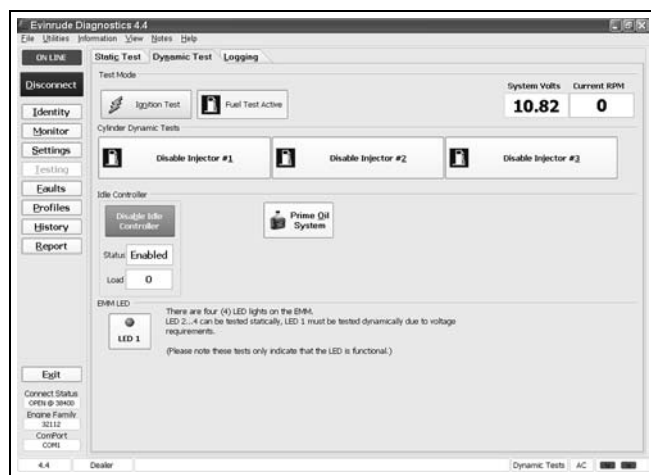 Evinrude Diagnostics 4.4
File Utilities Information View Notes Help
ON LINE
Static Test Dynamic Test Logging
Disconnect
Identity
Monitor
Settings
Testing
Faults
Profiles
History
Report
Test Mode
Ignition Test
Fuel Test Active
System Volts Current RPM
10.82 0
Cylinder Dynamic Tests
Disable Injector #1
Disable Injector #2
Disable Injector #3
Idle Controller
Disable Idle
Controller
Status Enabled
Load 0
Prime Oil
System
EMM LED
LED 1
There are four (4) LED lights on the EMM.
LED 2...4 can be tested statically, LED 1 must be tested dynamically due to voltage
requirements.
(Please note these tests only indicate that the LED is functional.)
Exit
Connect Status
OPEN @ 38400
Engine Family
32112
ComPort
COM1
4.4 Dealer Dynamic Tests AC